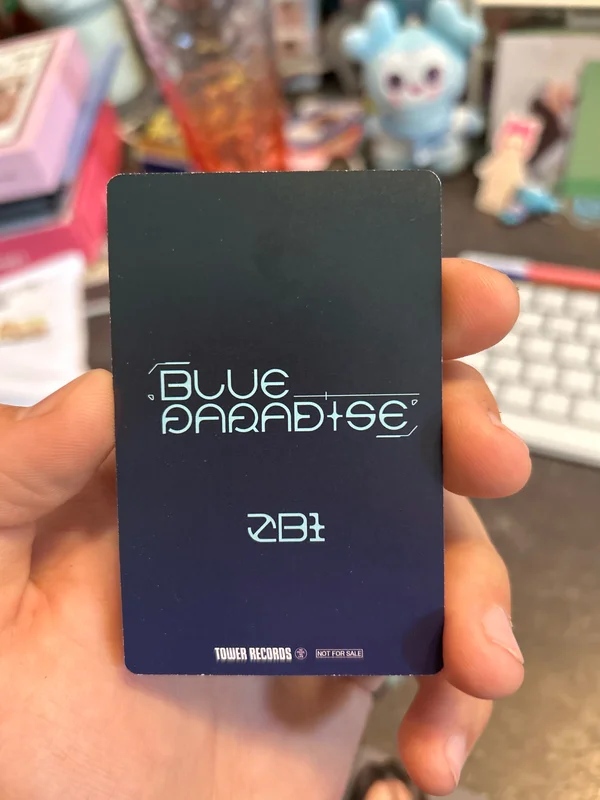 BLUE
PARADISE
ZB1
TOWER RECORDS NOT FOR SALE